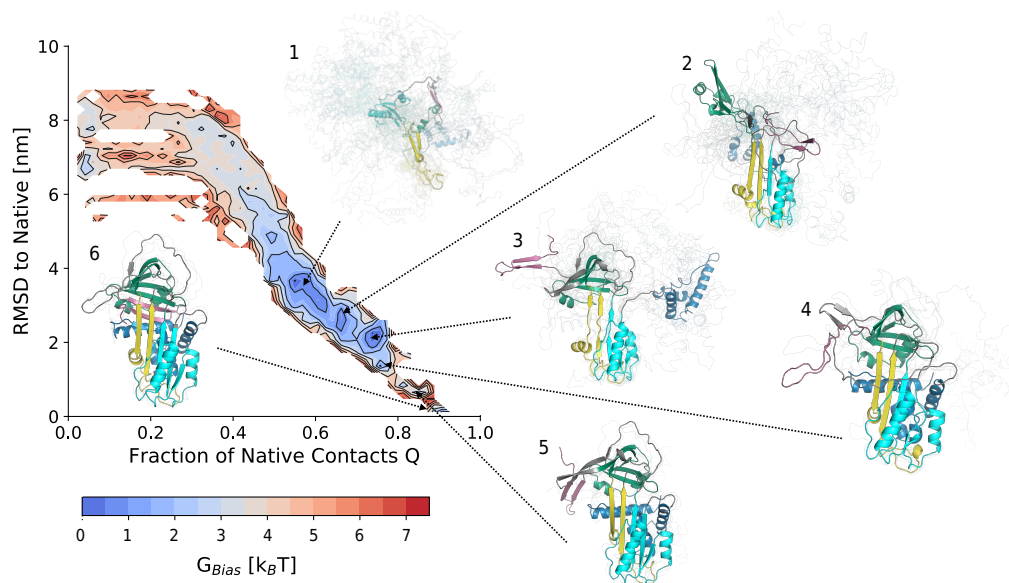 1
2
3
4
5
6
RMSD to Native [nm]
10
8
6
4
2
0
0.0 0.2 0.4 0.6 0.8 1.0
Fraction of Native Contacts Q
0 1 2 3 4 5 6 7
G_Bias [k_BT]